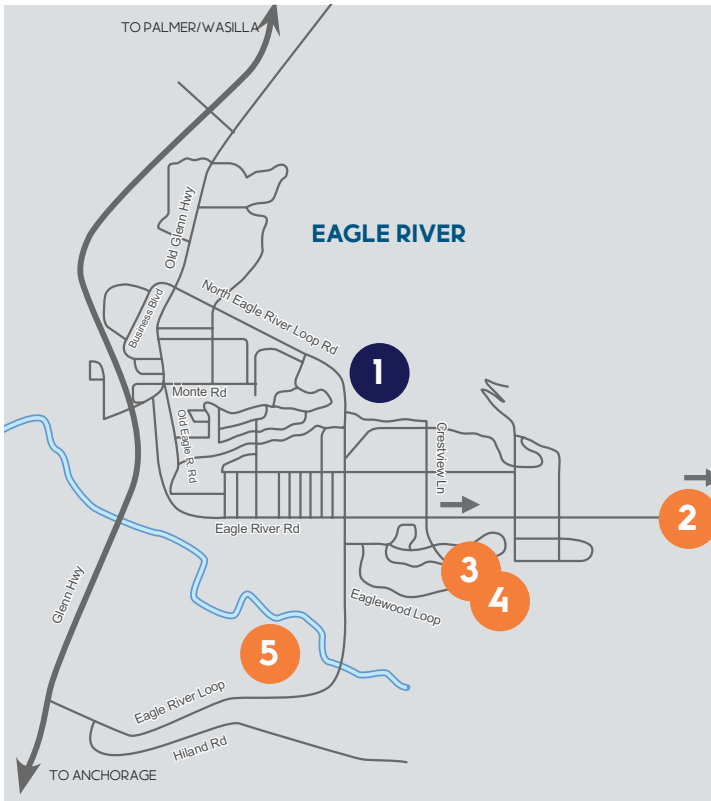 TO PALMER/WASILLA
Old Glenn Hwy
EAGLE RIVER
Business Blvd
North Eagle River Loop Rd
1
Monte Rd
Old Eagle R. Rd
Crestview Ln
2
Eagle River Rd
3
4
Eaglewood Loop
Glenn Hwy
5
Eagle River Loop
Hiland Rd
TO ANCHORAGE